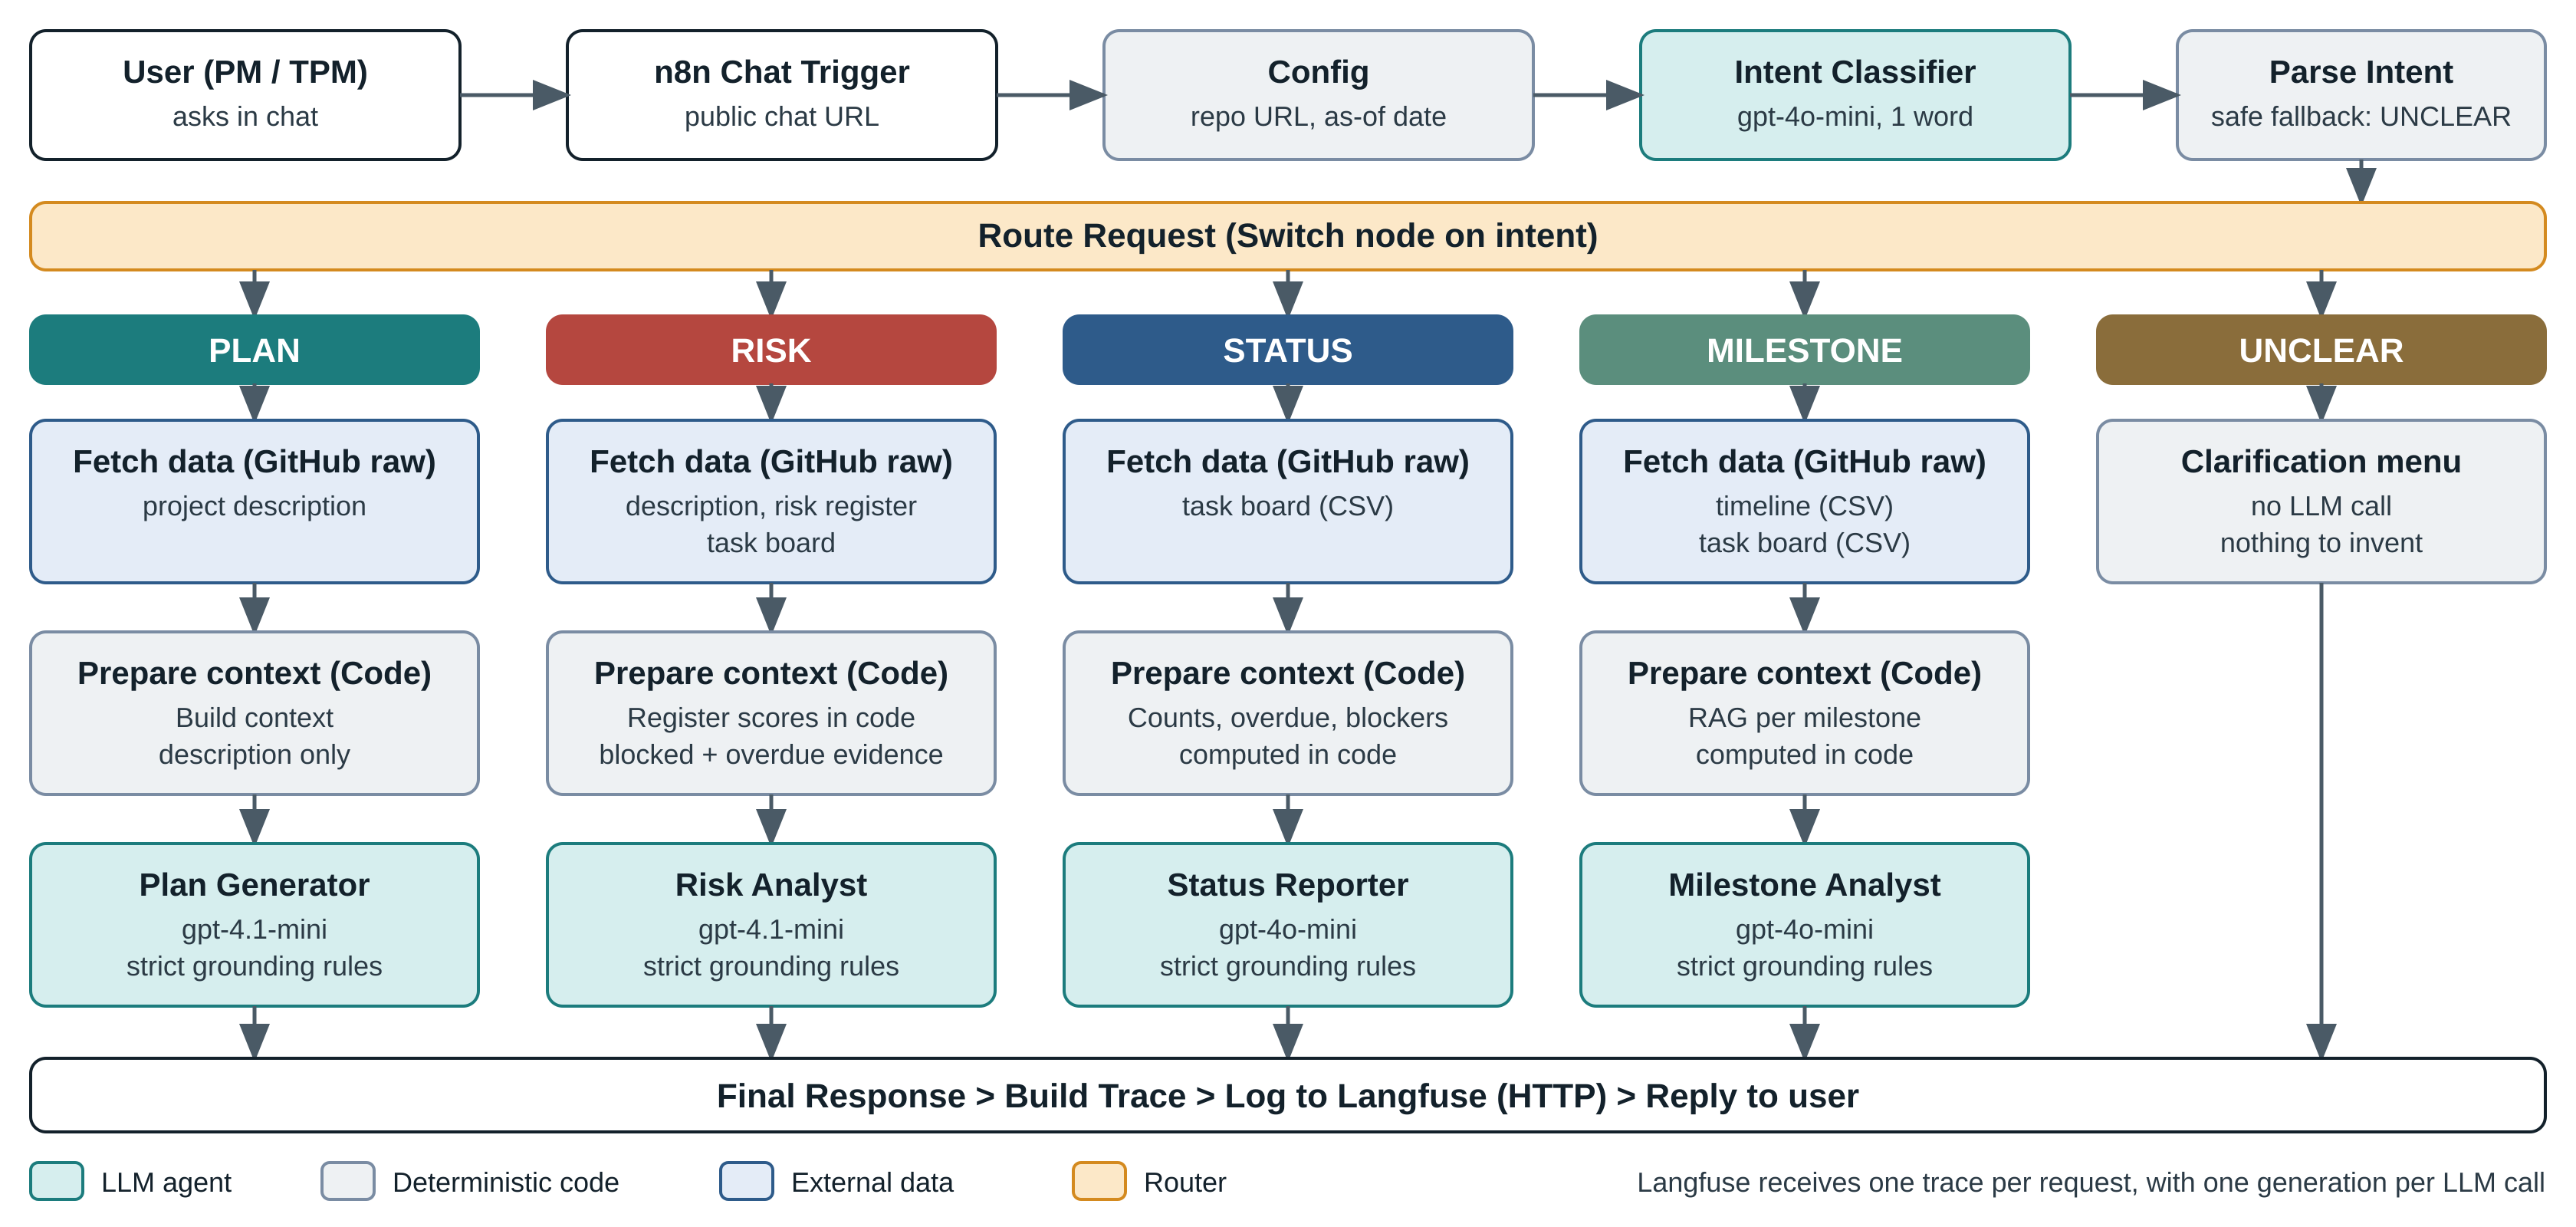 User (PM / TPM)
asks in chat
n8n Chat Trigger
public chat URL
Config
repo URL, as-of date
Intent Classifier
gpt-4o-mini, 1 word
Parse Intent
safe fallback: UNCLEAR
Route Request (Switch node on intent)
PLAN
RISK
STATUS
MILESTONE
UNCLEAR
Fetch data (GitHub raw)
project description
Fetch data (GitHub raw)
description, risk register
task board
Fetch data (GitHub raw)
task board (CSV)
Fetch data (GitHub raw)
timeline (CSV)
task board (CSV)
Clarification menu
no LLM call
nothing to invent
Prepare context (Code)
Build context
description only
Prepare context (Code)
Register scores in code
blocked + overdue evidence
Prepare context (Code)
Counts, overdue, blockers
computed in code
Prepare context (Code)
RAG per milestone
computed in code
Plan Generator
gpt-4.1-mini
strict grounding rules
Risk Analyst
gpt-4.1-mini
strict grounding rules
Status Reporter
gpt-4o-mini
strict grounding rules
Milestone Analyst
gpt-4o-mini
strict grounding rules
Final Response > Build Trace > Log to Langfuse (HTTP) > Reply to user
LLM agent
Deterministic code
External data
Router
Langfuse receives one trace per request, with one generation per LLM call